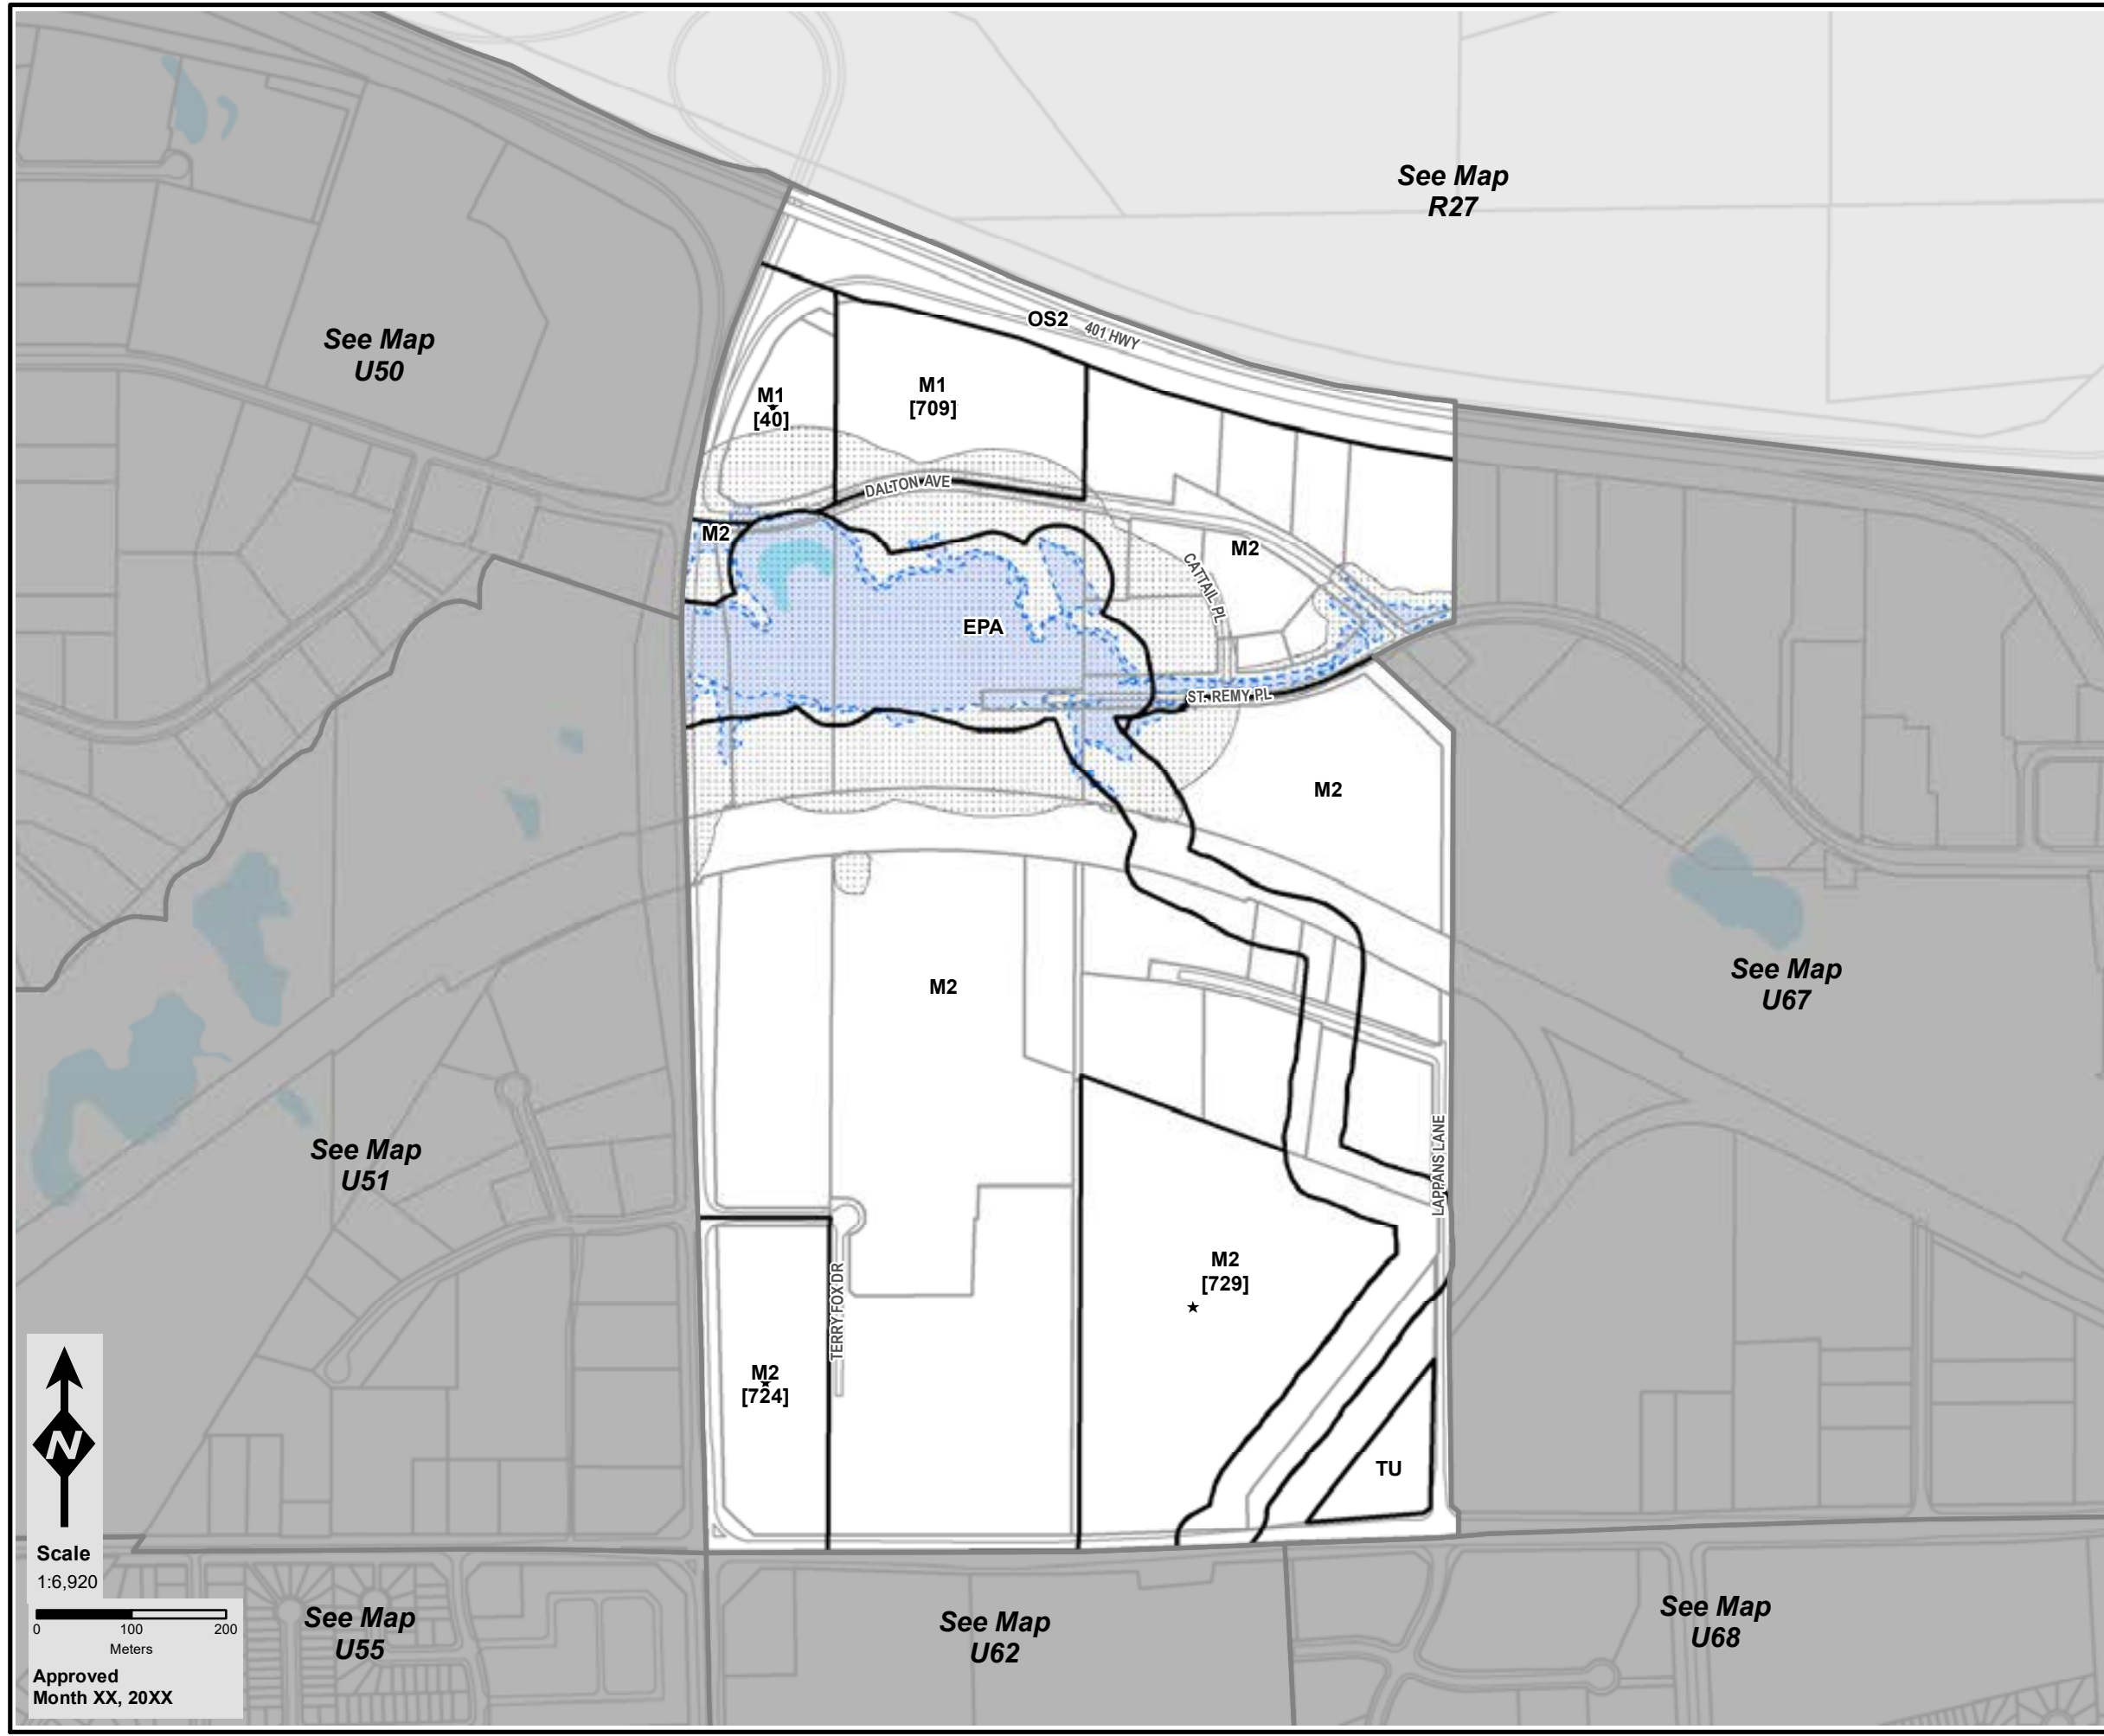 See Map
R27
See Map
U50
OS2
401 HWY
M1
[40]
M1
[709]
DALTON AVE
M2
M2
CATTAIL PL
EPA
ST. REMY PL
M2
See Map
U67
M2
See Map
U51
LAPPANS LANE
M2
[729]
TERRY FOX DR
M2
[724]
TU
N
Scale
1:6,920
0 100 200
Meters
Approved
Month XX, 20XX
See Map
U55
See Map
U62
See Map
U68